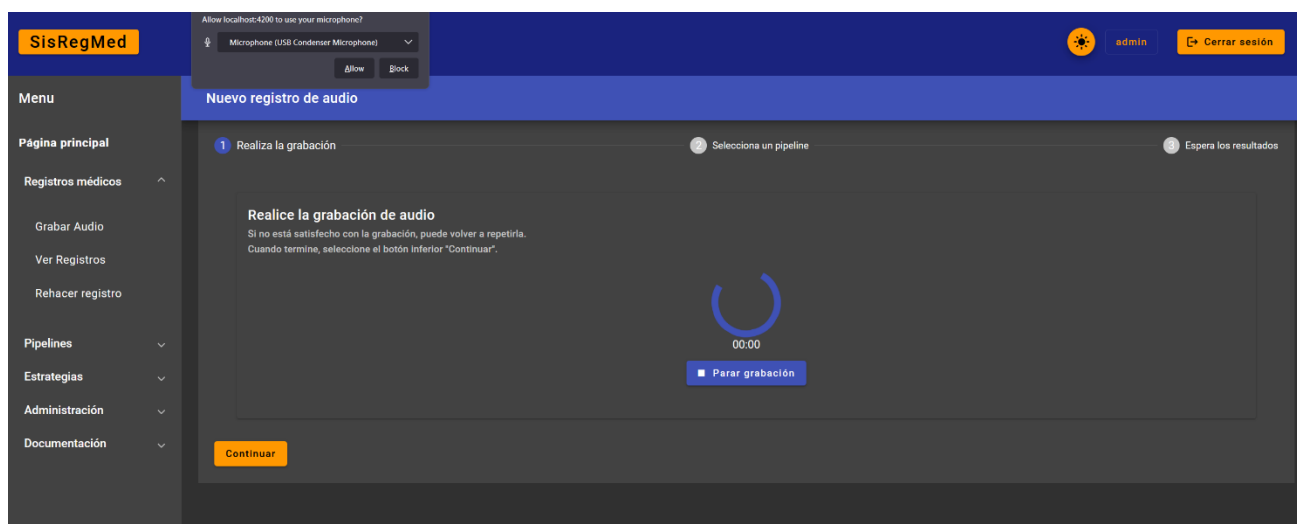 SisRegMed
Allow localhost:4200 to use your microphone?
Microphone (USB Condenser Microphone)
Allow Block
admin
Cerrar sesión
Menu
Nuevo registro de audio
Página principal
Registros médicos
Grabar Audio
Ver Registros
Rehacer registro
Pipelines
Estrategias
Administración
Documentación
1 Realiza la grabación
2 Selecciona un pipeline
3 Espera los resultados
Realice la grabación de audio
Si no está satisfecho con la grabación, puede volver a repetirla.
Cuando termine, seleccione el botón inferior "Continuar".
00:00
Parar grabación
Continuar